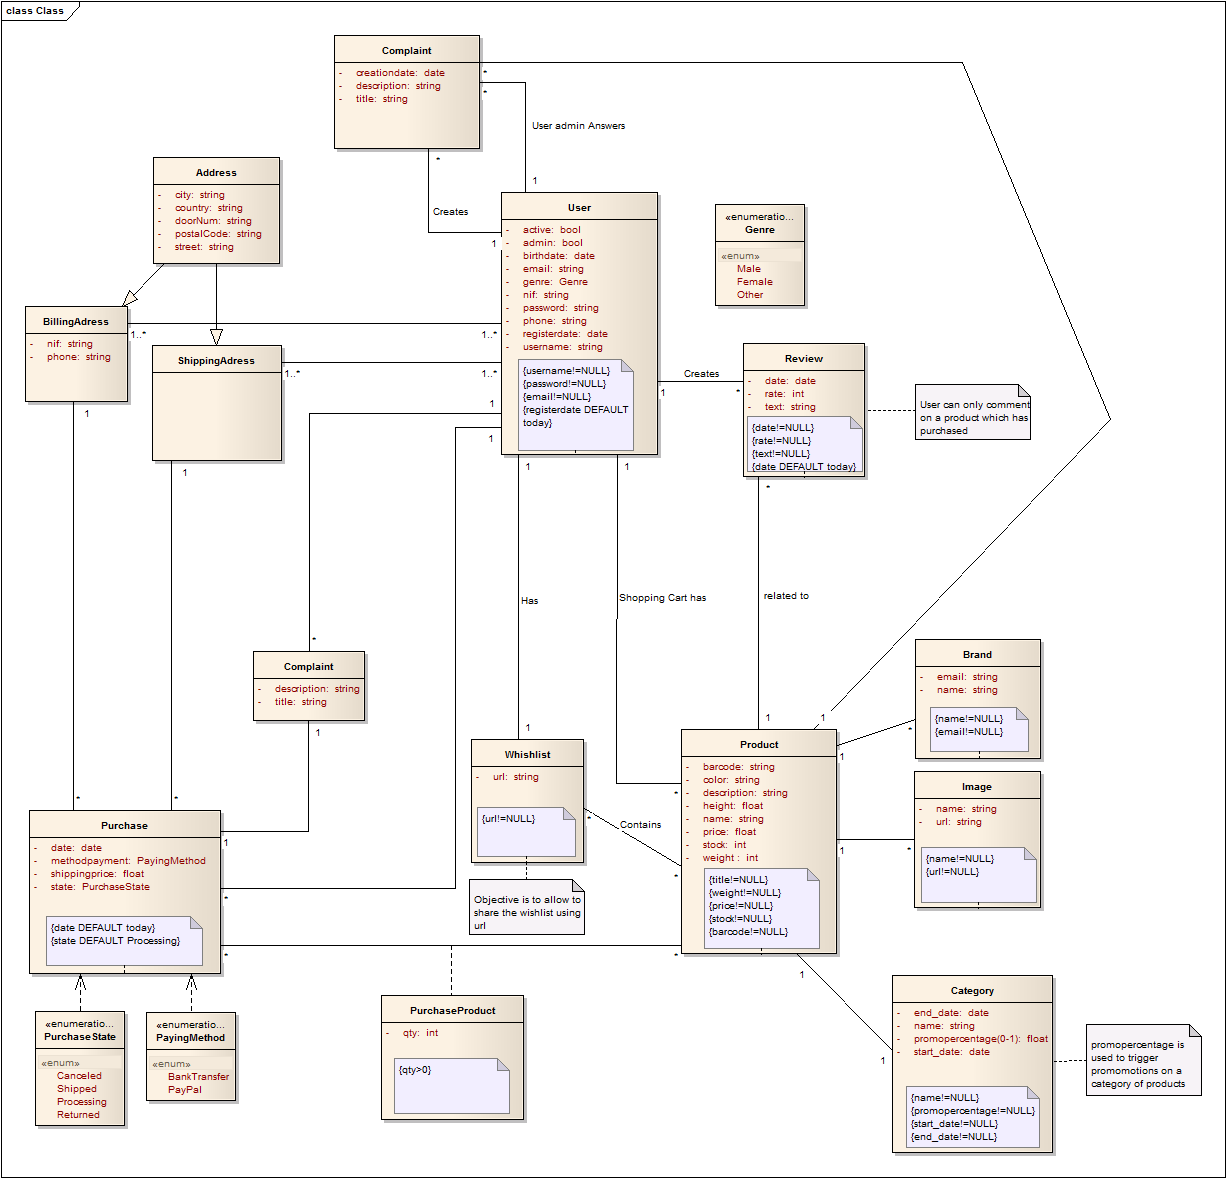 class Class
Complaint
- creationdate: date
- description: string
- title: string
*
*
User admin Answers
1
*
Creates
1
Address
- city: string
- country: string
- doorNum: string
- postalCode: string
- street: string
User
- active: bool
- admin: bool
- birthdate: date
- email: string
- genre: Genre
- nif: string
- password: string
- phone: string
- registerdate: date
- username: string
{username!=NULL}
{password!=NULL}
{email!=NULL}
{registerdate DEFAULT
today}
«enumeratio...
Genre
«enum»
Male
Female
Other
BillingAdress
- nif: string
- phone: string
1..*
1..*
1
ShippingAdress
1..*
1..*
1
1
1
Creates
1
*
Review
- date: date
- rate: int
- text: string
{date!=NULL}
{rate!=NULL}
{text!=NULL}
{date DEFAULT today}
User can only comment
on a product which has
purchased
*
related to
1
1
1
Has
1
1
Shopping Cart has
*
*
Complaint
- description: string
- title: string
1
Whishlist
- url: string
{url!=NULL}
*
Contains
*
Objective is to allow to
share the wishlist using
url
Product
- barcode: string
- color: string
- description: string
- height: float
- name: string
- price: float
- stock: int
- weight : int
{title!=NULL}
{weight!=NULL}
{price!=NULL}
{stock!=NULL}
{barcode!=NULL}
Brand
- email: string
- name: string
{name!=NULL}
{email!=NULL}
*
1
Image
- name: string
- url: string
{name!=NULL}
{url!=NULL}
1
*
*
*
Purchase
- date: date
- methodpayment: PayingMethod
- shippingprice: float
- state: PurchaseState
{date DEFAULT today}
{state DEFAULT Processing}
1
*
*
*
«enumeratio...
PurchaseState
«enum»
Canceled
Shipped
Processing
Returned
«enumeratio...
PayingMethod
«enum»
BankTransfer
PayPal
PurchaseProduct
- qty: int
{qty>0}
1
1
Category
- end_date: date
- name: string
- promopercentage(0-1): float
- start_date: date
{name!=NULL}
{promopercentage!=NULL}
{start_date!=NULL}
{end_date!=NULL}
promopercentage is
used to trigger
promomotions on a
category of products